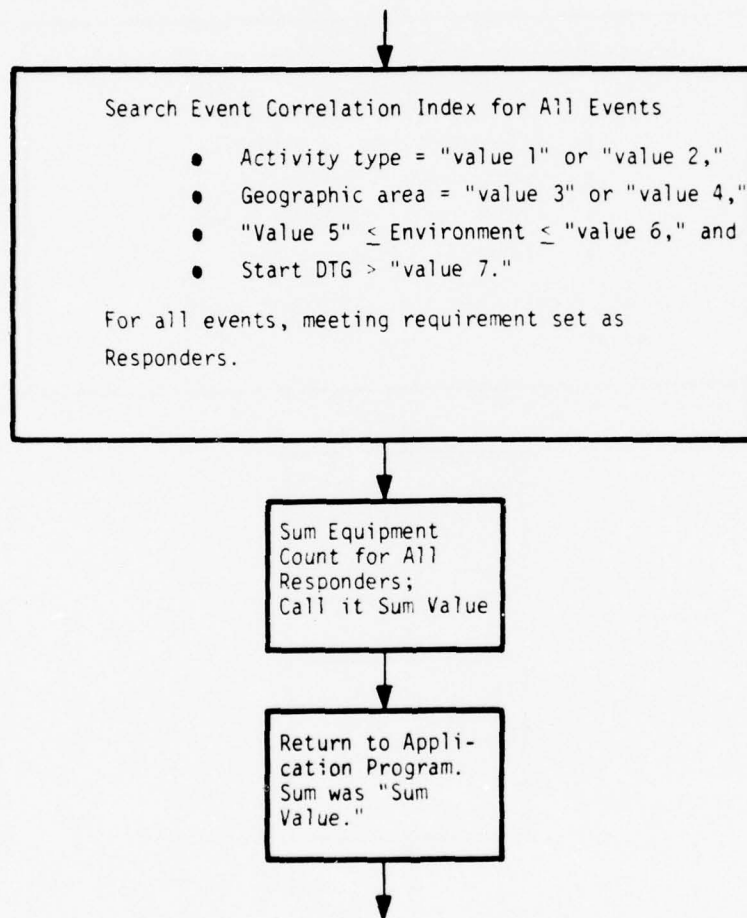 Search Event Correlation Index for All Events
● Activity type = "value 1" or "value 2,"
● Geographic area = "value 3" or "value 4,"
● "Value 5" ≤ Environment ≤ "value 6," and
● Start DTG > "value 7."
For all events, meeting requirement set as
Responders.
Sum Equipment
Count for All
Responders;
Call it Sum Value
Return to Appli-
cation Program.
Sum was "Sum
Value."